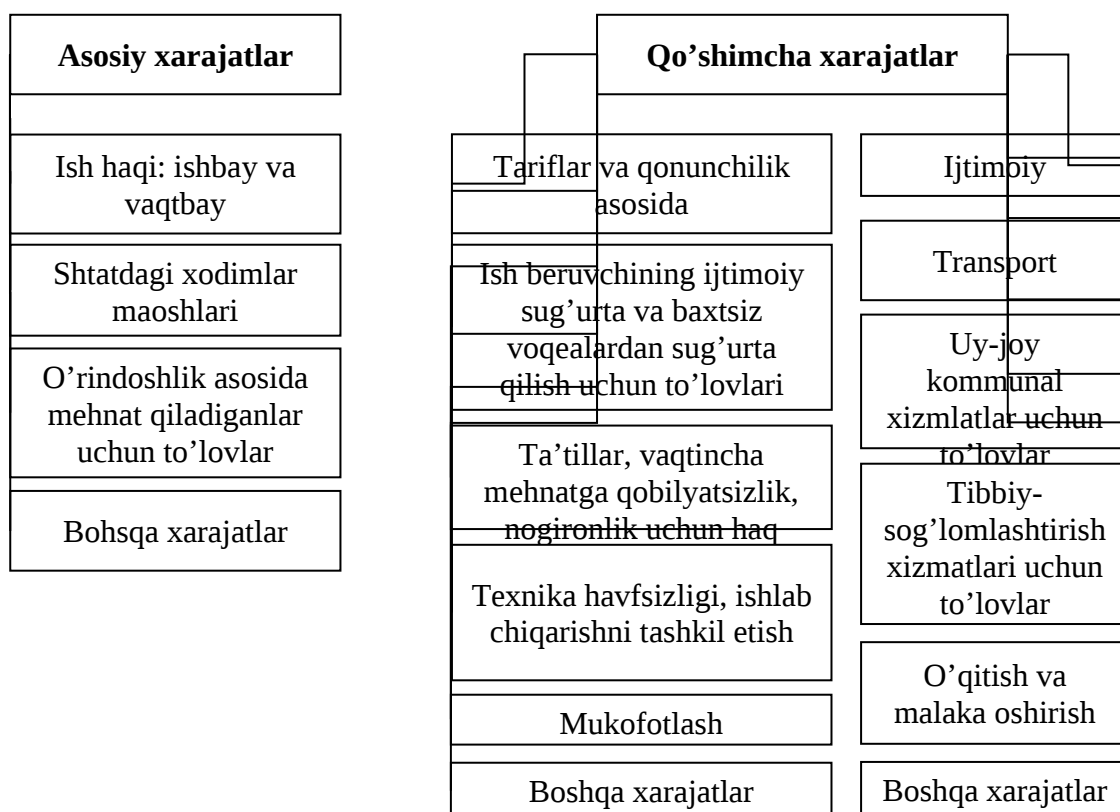 Asosiy xarajatlar
Ish haqi: ishbay va
vaqtbay
Shtatdagi xodimlar
maoshlari
O’rindoshlik asosida
mehnat qiladiganlar
uchun to’lovlar
Bohsqa xarajatlar
Qo’shimcha xarajatlar
Tariflar va qonunchilik
asosida
Ish beruvchining ijtimoiy
sug’urta va baxtsiz
voqealardan sug’urta
qilish uchun to’lovlari
Ta’tillar, vaqtincha
mehnatga qobilyatsizlik,
nogironlik uchun haq
Texnika havfsizligi, ishlab
chiqarishni tashkil etish
Mukofotlash
Boshqa xarajatlar
Ijtimoiy
Transport
Uy-joy
kommunal
xizmlatlar uchun
to’lovlar
Tibbiy-
sog’lomlashtirish
xizmatlari uchun
to’lovlar
O’qitish va
malaka oshirish
Boshqa xarajatlar